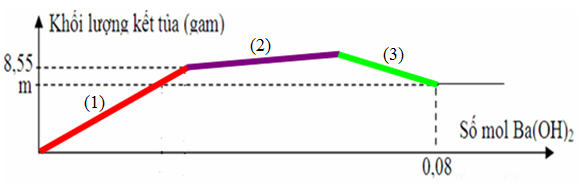 Khối lượng kết tủa (gam)
(2)
(3)
8,55
m
(1)
Số mol Ba(OH)₂
0,08